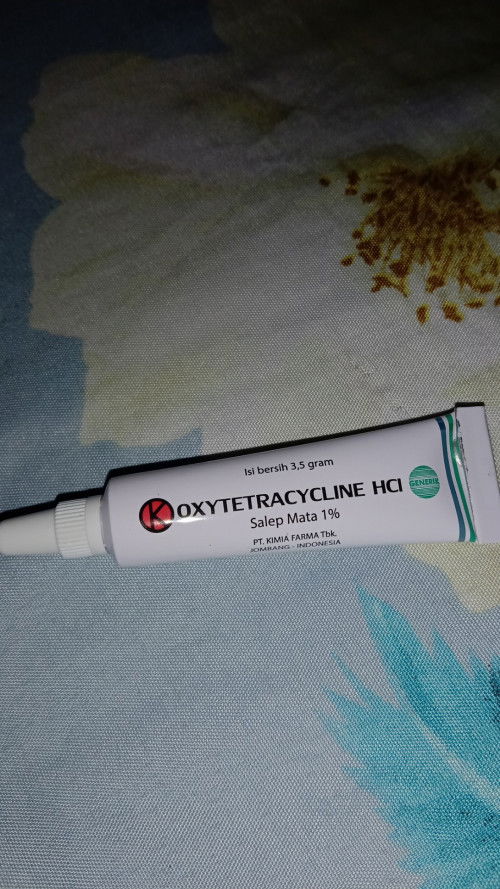 Isi bersih 3,5 gram
K OXYTETRACYCLINE HCl
GENERIK
Salep Mata 1%
PT. KIMIA FARMA Tbk.
JOMBANG - INDONESIA